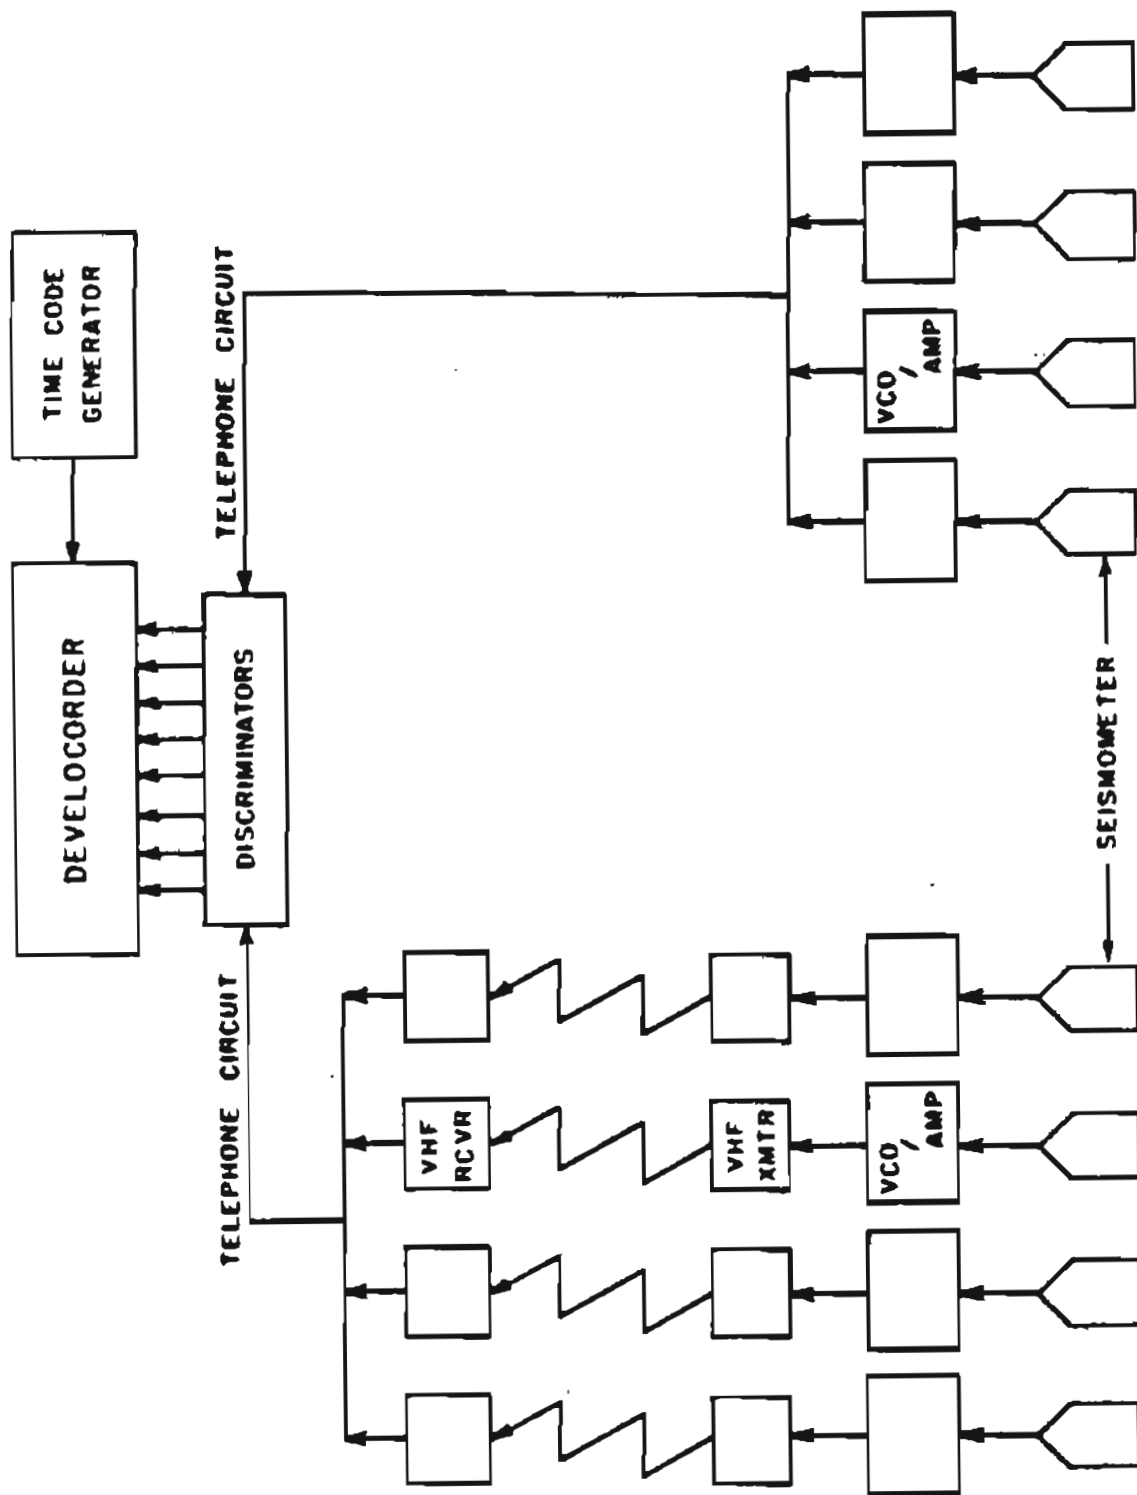 TIME CODE
GENERATOR
DEVELOCORDER
TELEPHONE CIRCUIT
DISCRIMINATORS
TELEPHONE CIRCUIT
VHF
RCVR
VHF
XMTR
VCO/
AMP
VCO/
AMP
SEISMOMETER